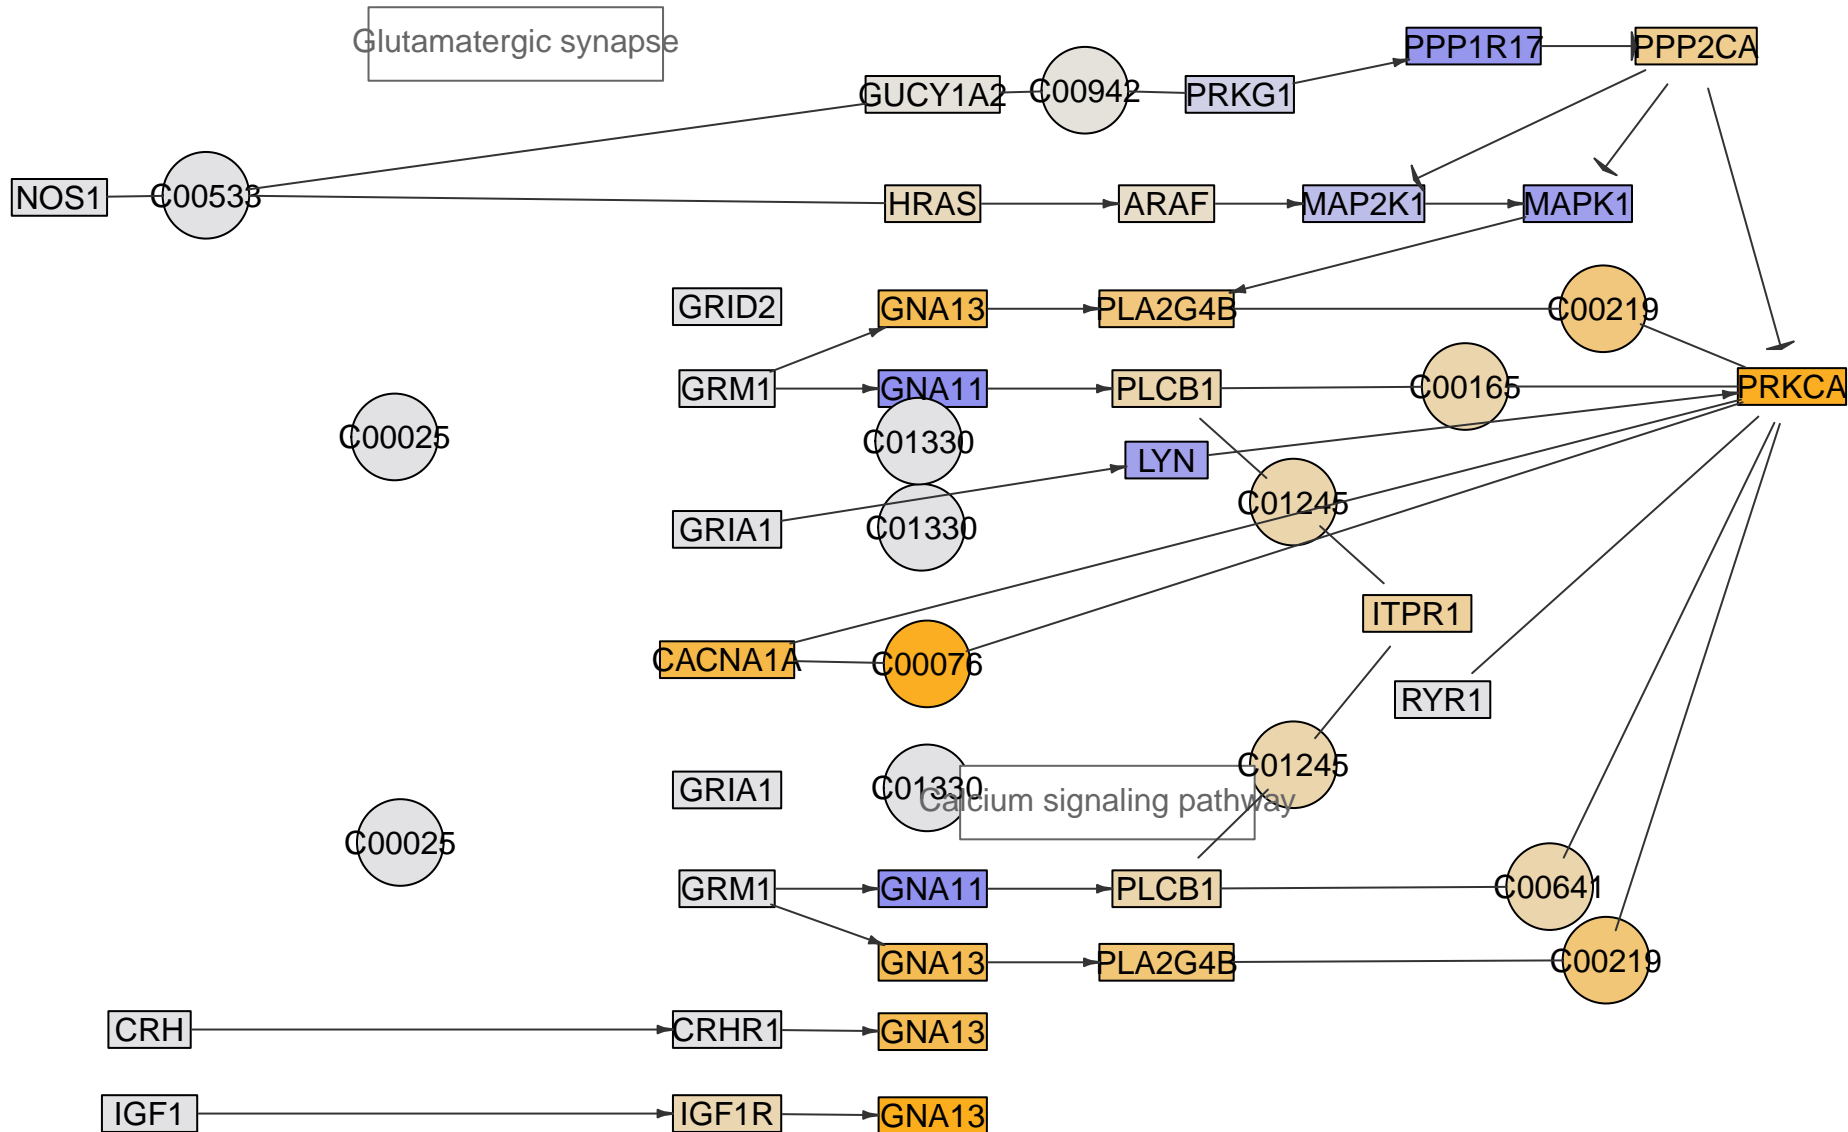 Glutamatergic synapse
PPP1R17
PPP2CA
GUCY1A2
C00942
PRKG1
NOS1
C00533
HRAS
ARAF
MAP2K1
MAPK1
GRID2
GNA13
PLA2G4B
C00219
GRM1
GNA11
PLCB1
C00165
PRKCA
C00025
C01330
LYN
GRIA1
C01330
C01245
ITPR1
CACNA1A
C00076
RYR1
GRIA1
C01330
C01245
Calcium signaling pathway
C00025
GRM1
GNA11
PLCB1
C00641
GNA13
PLA2G4B
C00219
CRH
CRHR1
GNA13
IGF1
IGF1R
GNA13